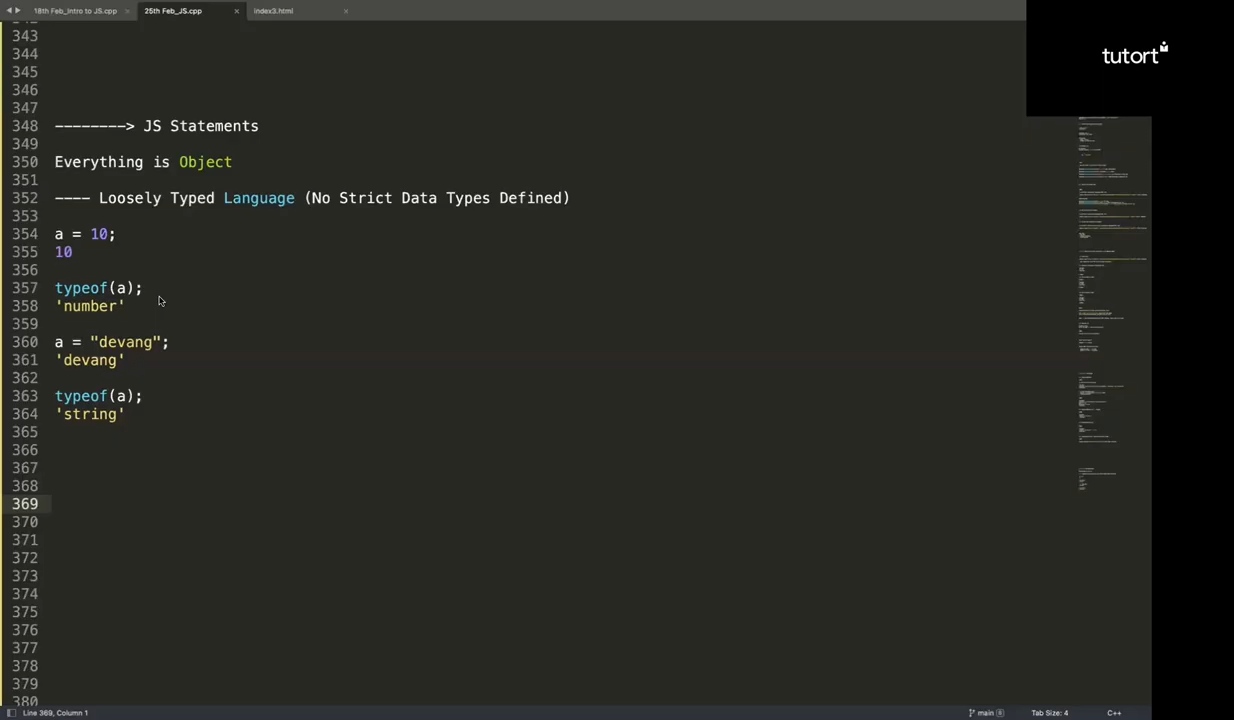 18th Feb_Intro to JS.cpp × 25th Feb_JS.cpp × index3.html ×
tutort
343
344
345
346
347
348 --------> JS Statements
349
350 Everything is Object
351
352 ---- Loosely Typed Language (No Strict Data Types Defined)
353
354 a = 10;
355 10
356
357 typeof(a);
358 'number'
359
360 a = "devang";
361 'devang'
362
363 typeof(a);
364 'string'
365
366
367
368
369
370
371
372
373
374
375
376
377
378
379
380
Line 369, Column 1 main 6 Tab Size: 4 C++